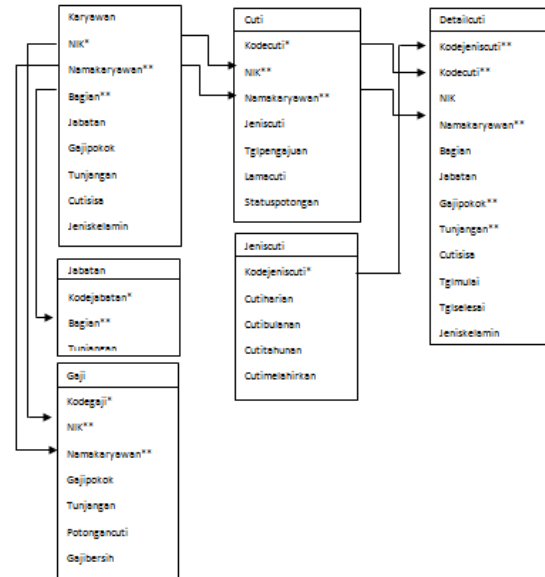 Karyawan
NIK*
Namakaryawan**
Bagian**
Jabatan
Gajipokok
Tunjangan
Cutisisa
Jeniskelamin
Cuti
Kodecuti*
NIK**
Namakaryawan**
Jeniscuti
Tglpengajuan
Lamacuti
Statuspotongan
Detailcuti
Kodejeniscuti**
Kodecuti**
NIK
Namakaryawan**
Bagian
Jabatan
Gajipokok**
Tunjangan**
Cutisisa
Tglmulai
Tglselesai
Jeniskelamin
Jabatan
Kodejabatan*
Bagian**
Tunjangan
Jeniscuti
Kodejeniscuti*
Cutiharian
Cutibulanan
Cutitahunan
Cutimelahirkan
Gaji
Kodegaji*
NIK**
Namakaryawan**
Gajipokok
Tunjangan
Potongancuti
Gajibersih